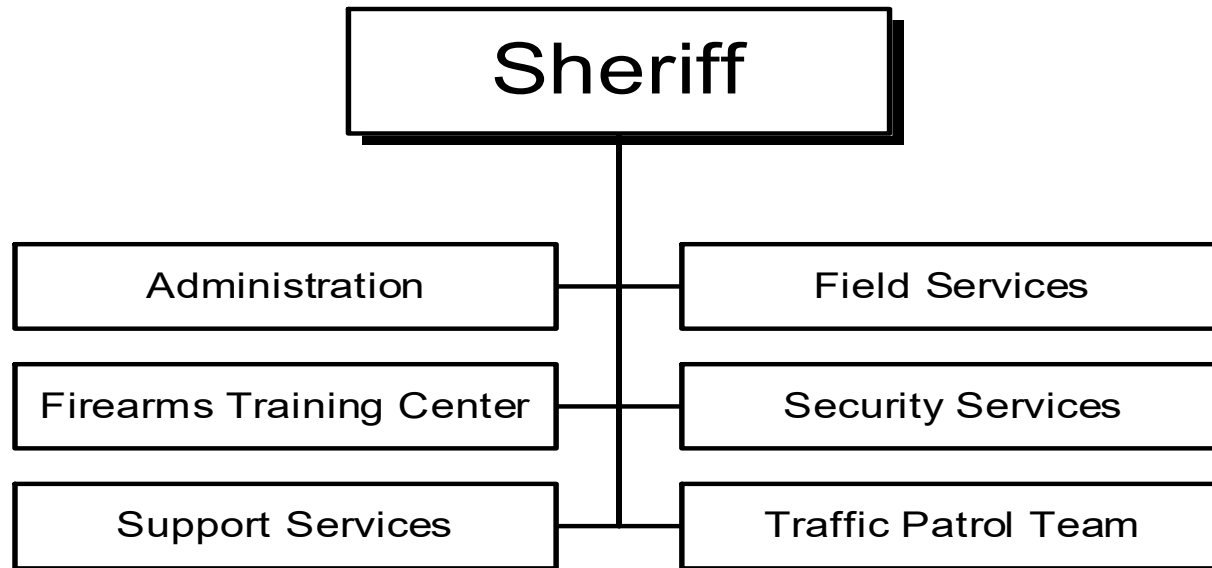 Sheriff
Administration
Field Services
Firearms Training Center
Security Services
Support Services
Traffic Patrol Team